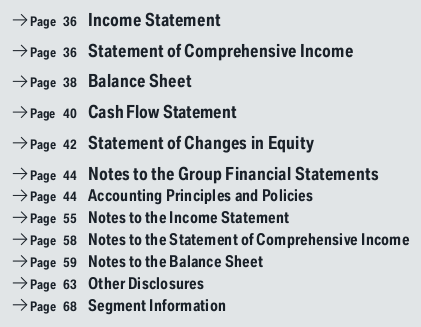 → Page 36 Income Statement
→ Page 36 Statement of Comprehensive Income
→ Page 38 Balance Sheet
→ Page 40 Cash Flow Statement
→ Page 42 Statement of Changes in Equity
→ Page 44 Notes to the Group Financial Statements
→ Page 44 Accounting Principles and Policies
→ Page 55 Notes to the Income Statement
→ Page 58 Notes to the Statement of Comprehensive Income
→ Page 59 Notes to the Balance Sheet
→ Page 63 Other Disclosures
→ Page 68 Segment Information